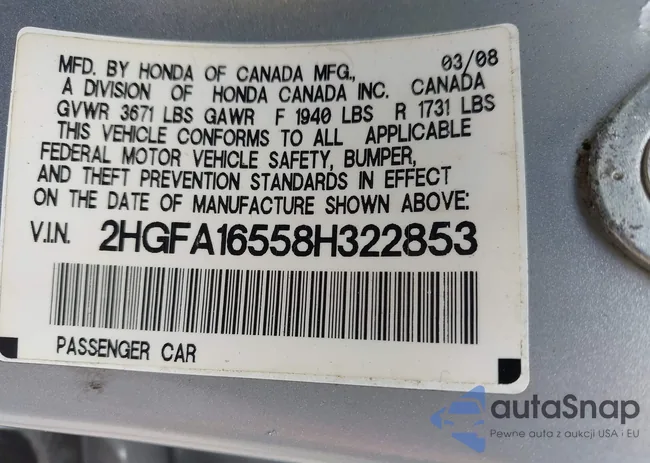 MFD. BY HONDA OF CANADA MFG., 03/08
A DIVISION OF HONDA CANADA INC. CANADA
GVWR 3671 LBS GAWR F 1940 LBS R 1731 LBS
THIS VEHICLE CONFORMS TO ALL APPLICABLE
FEDERAL MOTOR VEHICLE SAFETY, BUMPER,
AND THEFT PREVENTION STANDARDS IN EFFECT
ON THE DATE OF MANUFACTURE SHOWN ABOVE:
V.I.N. 2HGFA16558H322853
PASSENGER CAR
autaSnap
Pewne auta z aukcji USA i EU